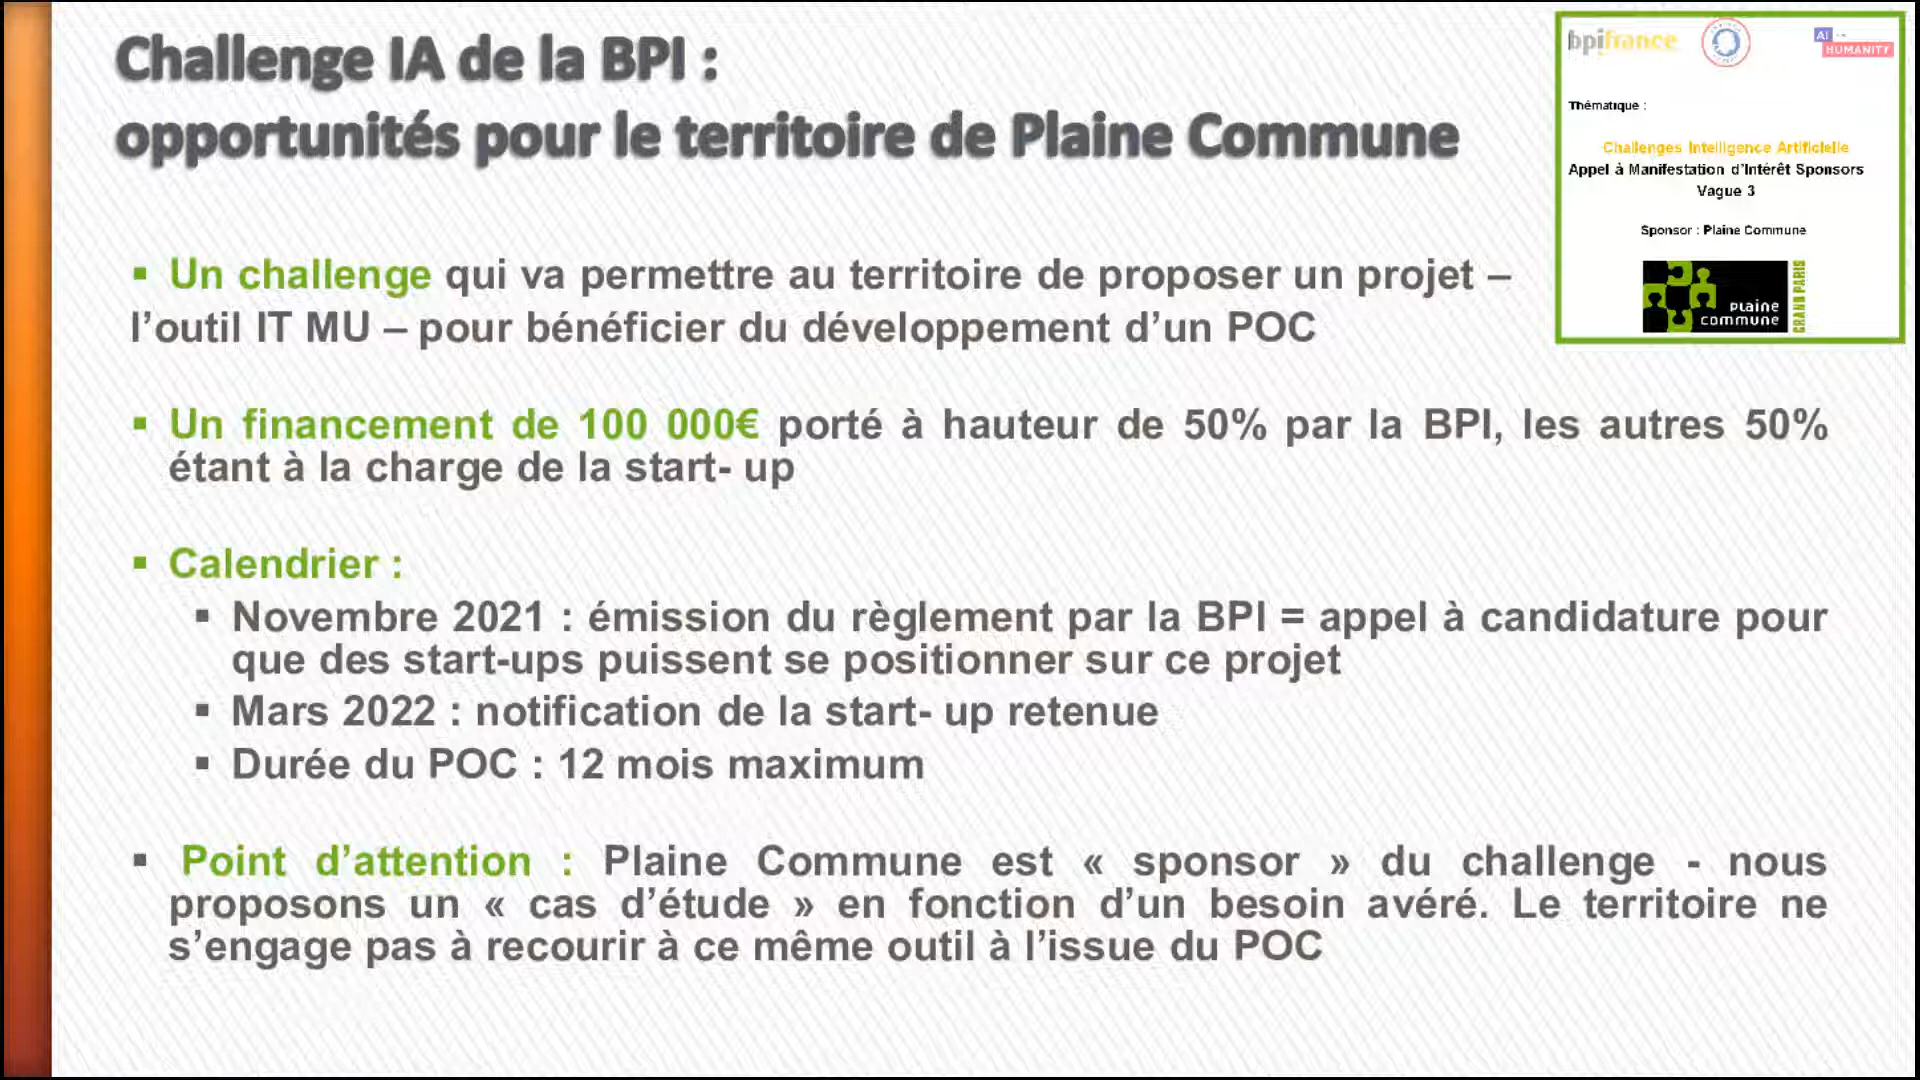 Challenge IA de la BPI :
opportunités pour le territoire de Plaine Commune
bpifrance
AI
HUMANITY
Thématique :
Challenges Intelligence Artificielle
Appel à Manifestation d'Intérêt Sponsors
Vague 3
Sponsor : Plaine Commune
PLaine
commune
GRAND PARIS
▪ Un challenge qui va permettre au territoire de proposer un projet –
l'outil IT MU – pour bénéficier du développement d'un POC
▪ Un financement de 100 000€ porté à hauteur de 50% par la BPI, les autres 50%
étant à la charge de la start- up
▪ Calendrier :
▪ Novembre 2021 : émission du règlement par la BPI = appel à candidature pour
que des start-ups puissent se positionner sur ce projet
▪ Mars 2022 : notification de la start- up retenue
▪ Durée du POC : 12 mois maximum
▪ Point d'attention : Plaine Commune est « sponsor » du challenge - nous
proposons un « cas d'étude » en fonction d'un besoin avéré. Le territoire ne
s'engage pas à recourir à ce même outil à l'issue du POC